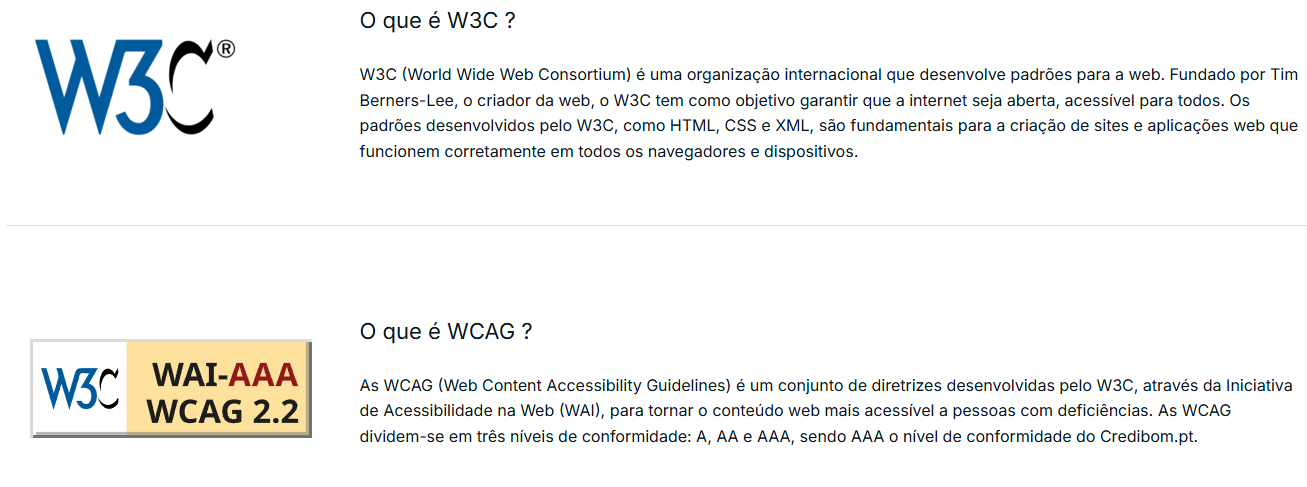 W3C®
O que é W3C ?
W3C (World Wide Web Consortium) é uma organização internacional que desenvolve padrões para a web. Fundado por Tim
Berners-Lee, o criador da web, o W3C tem como objetivo garantir que a internet seja aberta, acessível para todos. Os
padrões desenvolvidos pelo W3C, como HTML, CSS e XML, são fundamentais para a criação de sites e aplicações web que
funcionem corretamente em todos os navegadores e dispositivos.
W3C
WAI-AAA
WCAG 2.2
O que é WCAG ?
As WCAG (Web Content Accessibility Guidelines) é um conjunto de diretrizes desenvolvidas pelo W3C, através da Iniciativa
de Acessibilidade na Web (WAI), para tornar o conteúdo web mais acessível a pessoas com deficiências. As WCAG
dividem-se em três níveis de conformidade: A, AA e AAA, sendo AAA o nível de conformidade do Credibom.pt.